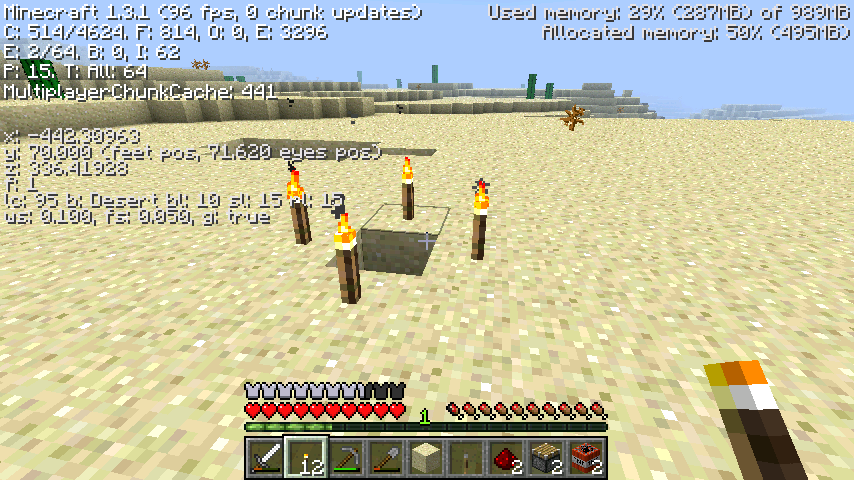 Minecraft 1.3.1 (96 fps, 0 chunk updates)
C: 514/4624, F: 814, O: 0, E: 3296
E: 2/64, B: 0, I: 62
P: 15, T: All: 64
MultiplayerChunkCache: 441
x: -442.30963
y: 70.000 (feet pos, 71.620 eyes pos)
z: 336.41928
f: 1
lc: 95 b: Desert bl: 10 sl: 15 rl: 15
ws: 0.100, fs: 0.050, g: true
Used memory: 29% (287MB) of 989MB
Allocated memory: 50% (495MB)
1
12 2 2 2